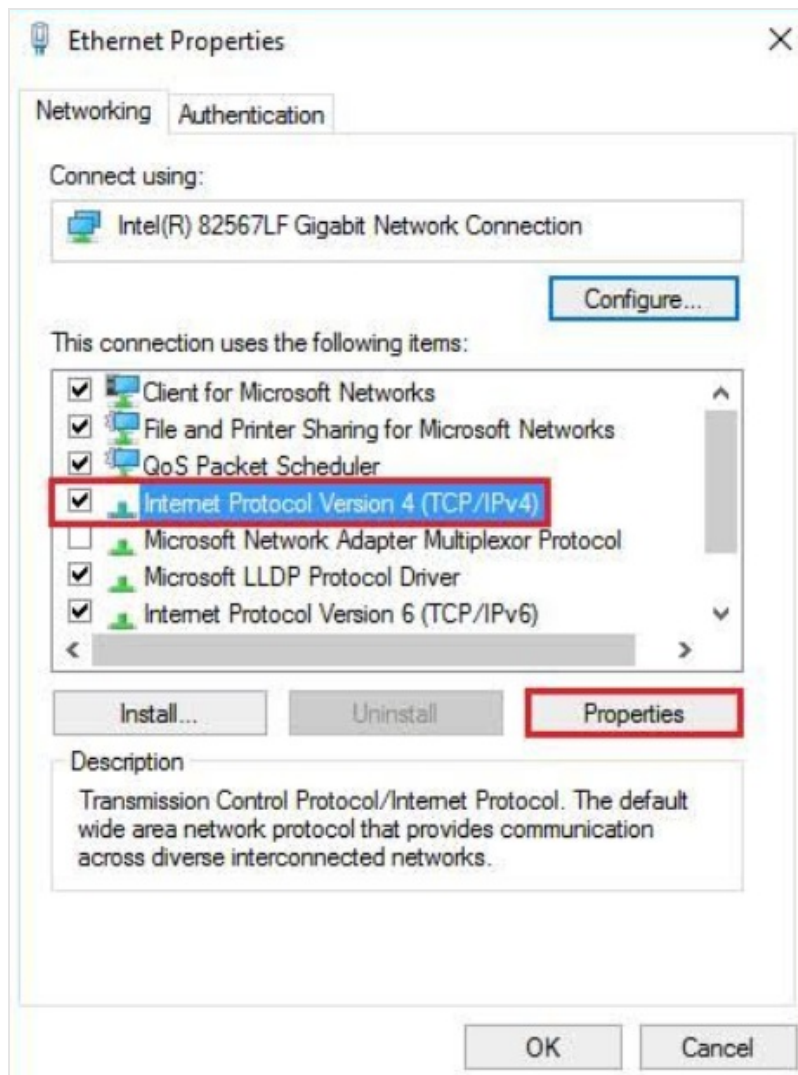 Ethernet Properties
Networking
Authentication
Connect using:
Intel(R) 82567LF Gigabit Network Connection
Configure...
This connection uses the following items:
Client for Microsoft Networks
File and Printer Sharing for Microsoft Networks
QoS Packet Scheduler
Internet Protocol Version 4 (TCP/IPv4)
Microsoft Network Adapter Multiplexor Protocol
Microsoft LLDP Protocol Driver
Internet Protocol Version 6 (TCP/IPv6)
Install...
Uninstall
Properties
Description
Transmission Control Protocol/Internet Protocol. The default
wide area network protocol that provides communication
across diverse interconnected networks.
OK
Cancel